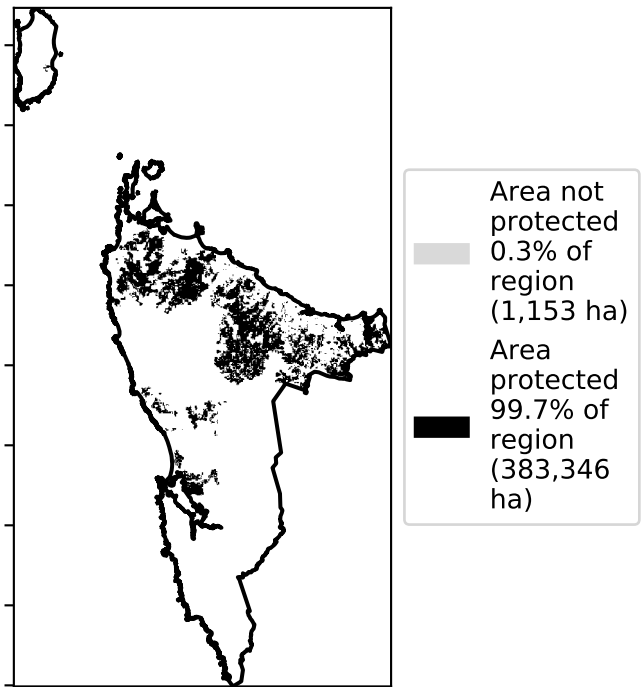 Area not
protected
0.3% of
region
(1,153 ha)
Area
protected
99.7% of
region
(383,346
ha)